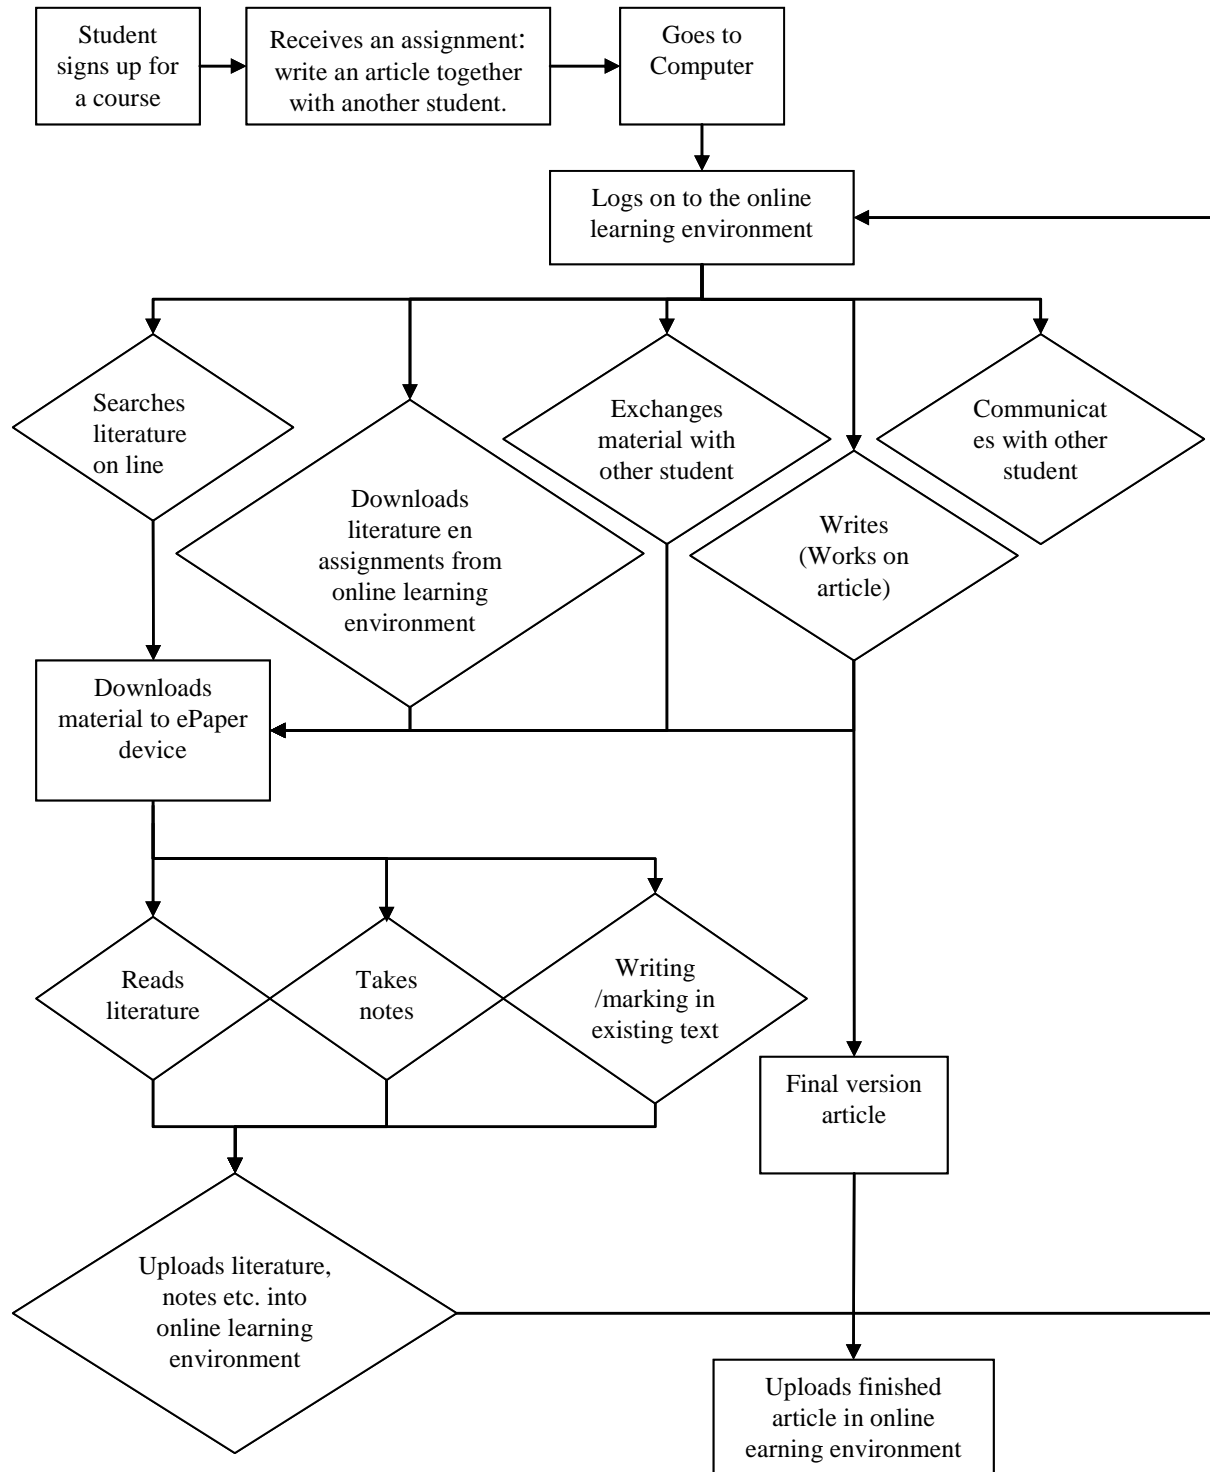 Student
signs up for
a course
Receives an assignment:
write an article together
with another student.
Goes to
Computer
Logs on to the online
learning environment
Searches
literature
on line
Downloads
literature en
assignments from
online learning
environment
Exchanges
material with
other student
Writes
(Works on
article)
Communicat
es with other
student
Downloads
material to ePaper
device
Reads
literature
Takes
notes
Writing
/marking in
existing text
Final version
article
Uploads literature,
notes etc. into
online learning
environment
Uploads finished
article in online
earning environment